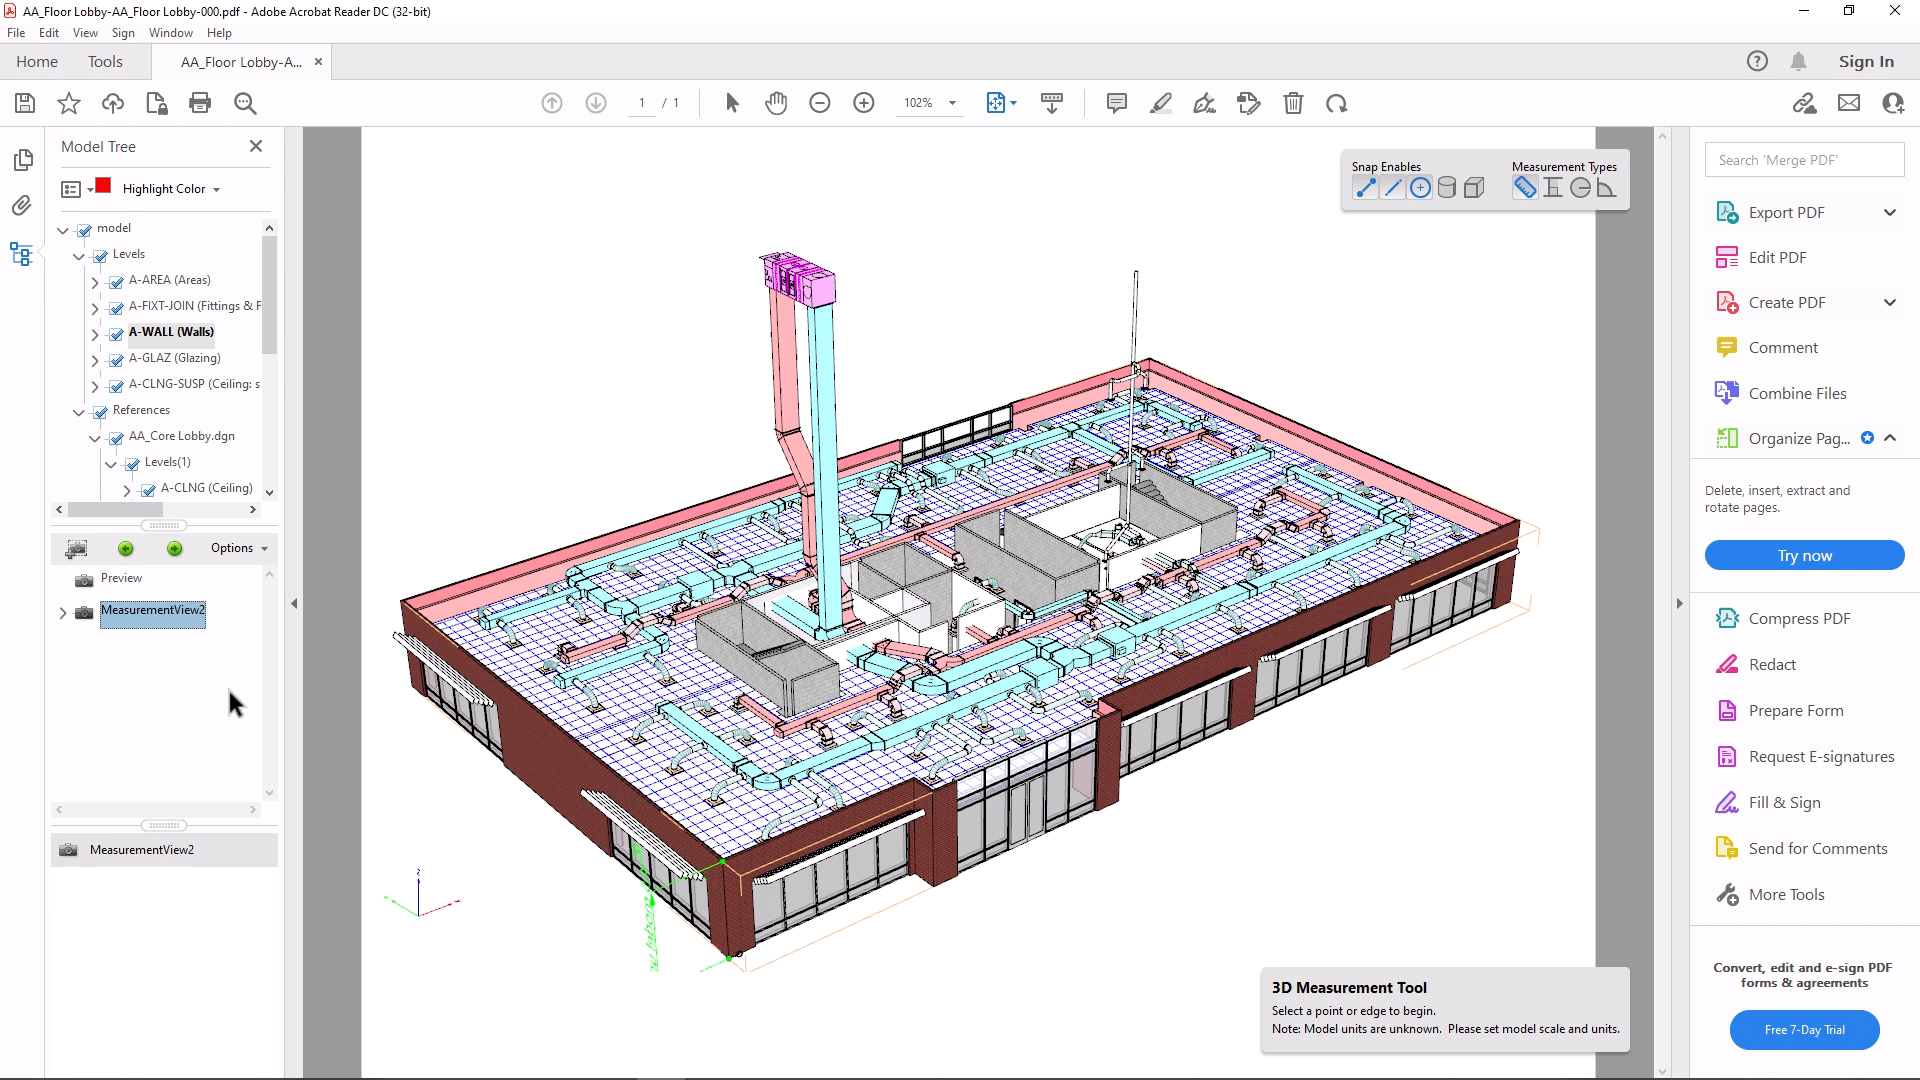 AA_Floor Lobby-AA_Floor Lobby-000.pdf - Adobe Acrobat Reader DC (32-bit)
File Edit View Sign Window Help
Home Tools AA_Floor Lobby-A... Sign In
1 / 1 102%
Model Tree
Highlight Color
model
Levels
A-AREA (Areas)
A-FIXT-JOIN (Fittings & F
A-WALL (Walls)
A-GLAZ (Glazing)
A-CLNG-SUSP (Ceiling: s
References
AA_Core Lobby.dgn
Levels(1)
A-CLNG (Ceiling)
Options
Preview
MeasurementView2
MeasurementView2
Snap Enables Measurement Types
z
3D Measurement Tool
Select a point or edge to begin.
Note: Model units are unknown. Please set model scale and units.
Search 'Merge PDF'
Export PDF
Edit PDF
Create PDF
Comment
Combine Files
Organize Pag...
Delete, insert, extract and
rotate pages.
Try now
Compress PDF
Redact
Prepare Form
Request E-signatures
Fill & Sign
Send for Comments
More Tools
Convert, edit and e-sign PDF
forms & agreements
Free 7-Day Trial